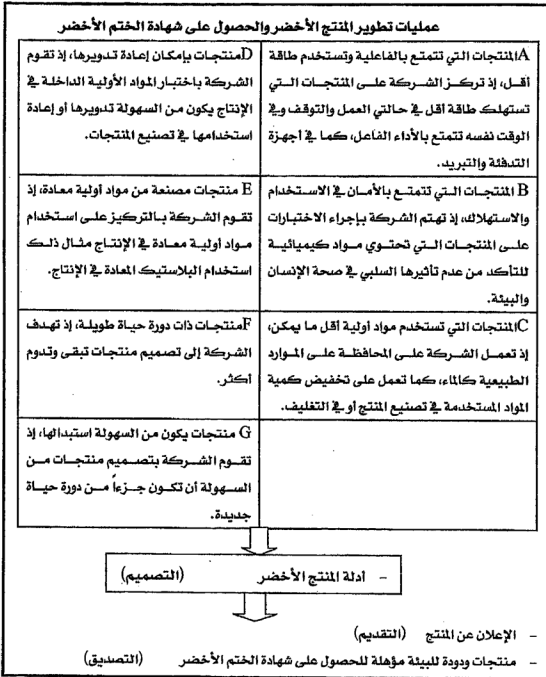 عمليات تطوير المنتج الأخضر والحصول على شهادة الختم الأخضر
Aالمنتجات التي تتمتع بالفاعلية وتستخدم طاقة
أقل، إذ تركز الشركة على المنتجات التي
تستهلك طاقة أقل في حالتي العمل والتوقف وفي
الوقت نفسه تتمتع بالأداء الفاعل، كما في أجهزة
التدفئة والتبريد.
Dمنتجات بإمكان إعادة تدويرها، إذ تقوم
الشركة باختبار المواد الأولية الداخلة في
الإنتاج يكون من السهولة تدويرها أو إعادة
استخدامها في تصنيع المنتجات.
B المنتجات التي تتمتع بالأمان في الاستخدام
والاستهلاك، إذ تهتم الشركة بإجراء الاختبارات
على المنتجات التي تحتوي مواد كيميائية
للتأكد من عدم تأثيرها السلبي في صحة الإنسان
والبيئة.
E منتجات مصنعة من مواد أولية معادة، إذ
تقوم الشركة بالتركيز على استخدام
مواد أولية معادة في الإنتاج مثال ذلك
استخدام البلاستيك المعادة في الإنتاج.
Cالمنتجات التي تستخدم مواد أولية أقل ما يمكن،
إذ تعمل الشركة على المحافظة على الموارد
الطبيعية كالماء، كما تعمل على تخفيض كمية
المواد المستخدمة في تصنيع المنتج أو في التغليف.
Fمنتجات ذات دورة حياة طويلة، إذ تهدف
الشركة إلى تصميم منتجات تبقى وتدوم
أكثر.
G منتجات يكون من السهولة استبدالها، إذ
تقوم الشركة بتصميم منتجات من
السهولة أن تكون جزءاً من دورة حياة
جديدة.
- أدلة المنتج الأخضر (التصميم)
- الإعلان عن المنتج (التقديم)
- منتجات ودودة للبيئة مؤهلة للحصول على شهادة الختم الأخضر (التصديق)